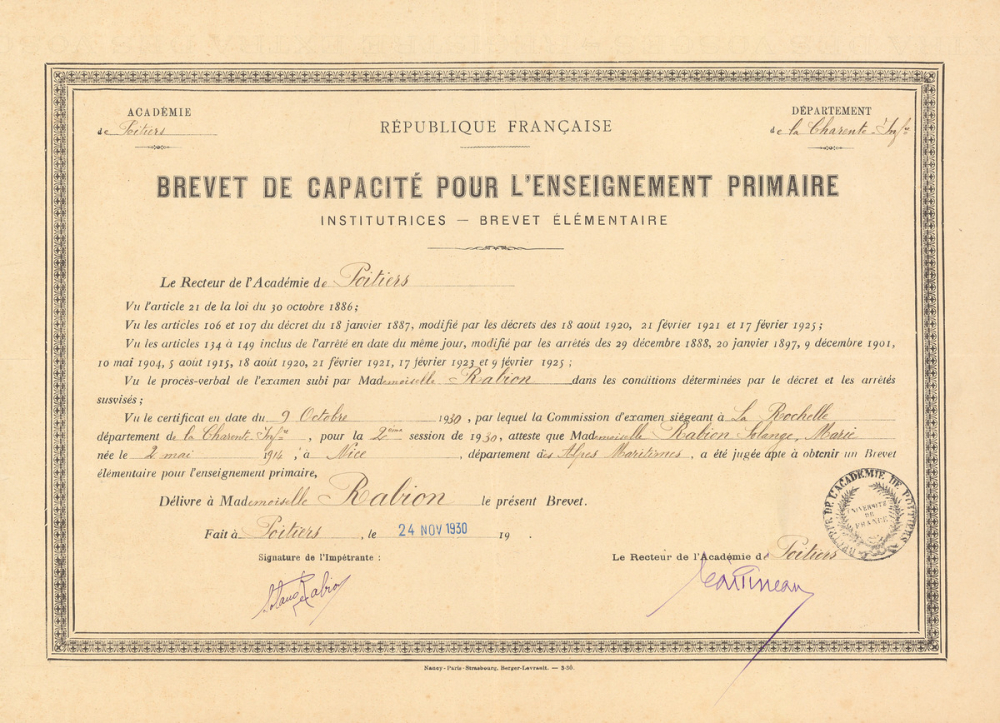 ACADÉMIE
de Poitiers
RÉPUBLIQUE FRANÇAISE
DÉPARTEMENT
de la Charente-Infre
BREVET DE CAPACITÉ POUR L'ENSEIGNEMENT PRIMAIRE
INSTITUTRICES — BREVET ÉLÉMENTAIRE
Le Recteur de l'Académie de Poitiers
Vu l'article 21 de la loi du 30 octobre 1886;
Vu les articles 106 et 107 du décret du 18 janvier 1887, modifié par les décrets des 18 aout 1920, 21 février 1921 et 17 février 1925;
Vu les articles 134 à 149 inclus de l'arrêté en date du même jour, modifié par les arrêtés des 29 décembre 1888, 20 janvier 1897, 9 décembre 1901,
10 mai 1904, 5 août 1915, 18 août 1920, 21 février 1921, 17 février 1923 et 9 février 1925;
Vu le procès-verbal de l'examen subi par Mademoiselle Rabion dans les conditions déterminées par le décret et les arrêtés
susvisés;
Vu le certificat en date du 9 Octobre 1930, par lequel la Commission d'examen siégeant à La Rochelle
département de la Charente-Infre, pour la 2ème session de 1930, atteste que Mademoiselle Rabion Solange, Marie
née le 2 mai 1914 à Nice, département des Alpes Maritimes, a été jugée apte à obtenir un Brevet
élémentaire pour l'enseignement primaire,
Délivre à Mademoiselle Rabion le présent Brevet.
Fait à Poitiers, le 24 NOV 1930 19 .
Signature de l'Impétrante :
Solange Rabion
Le Recteur de l'Académie de Poitiers
DE L'ACADÉMIE DE POITIERS
UNIVERSITÉ
DE
FRANCE
Nancy-Paris-Strasbourg, Berger-Levrault. — 3-30.